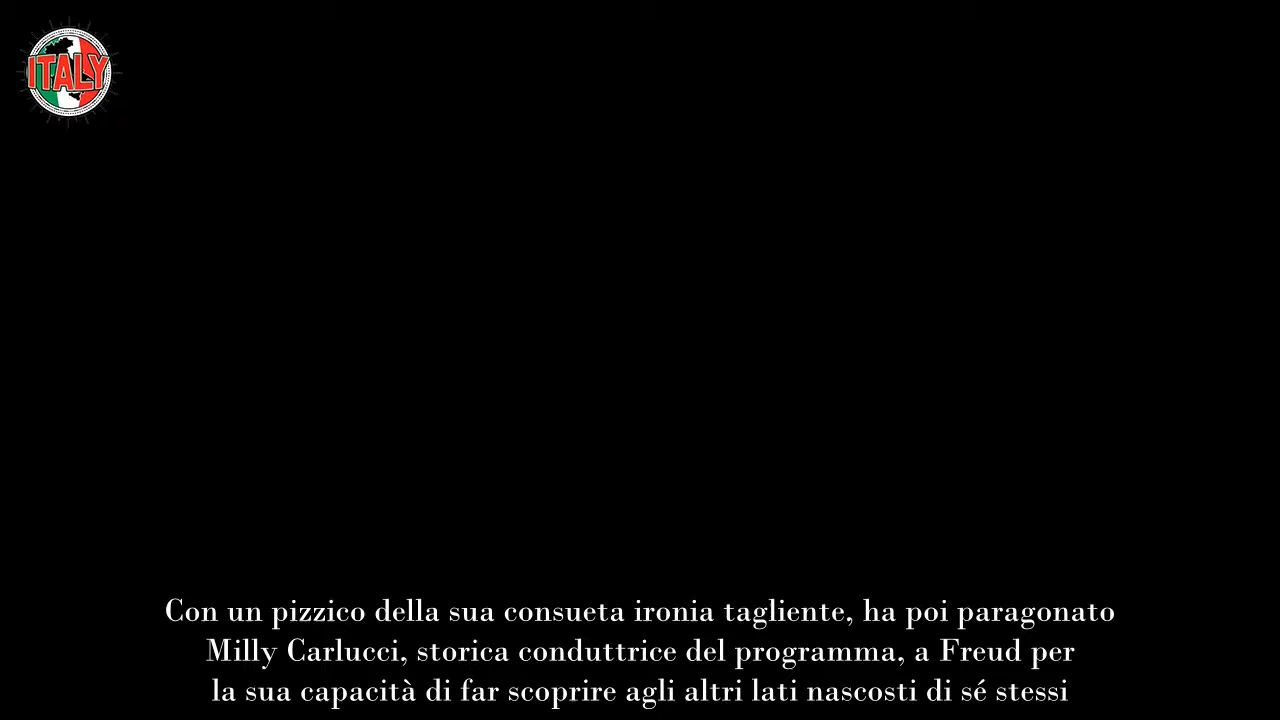 ITALY
Con un pizzico della sua consueta ironia tagliente, ha poi paragonato
Milly Carlucci, storica conduttrice del programma, a Freud per
la sua capacità di far scoprire agli altri lati nascosti di sé stessi